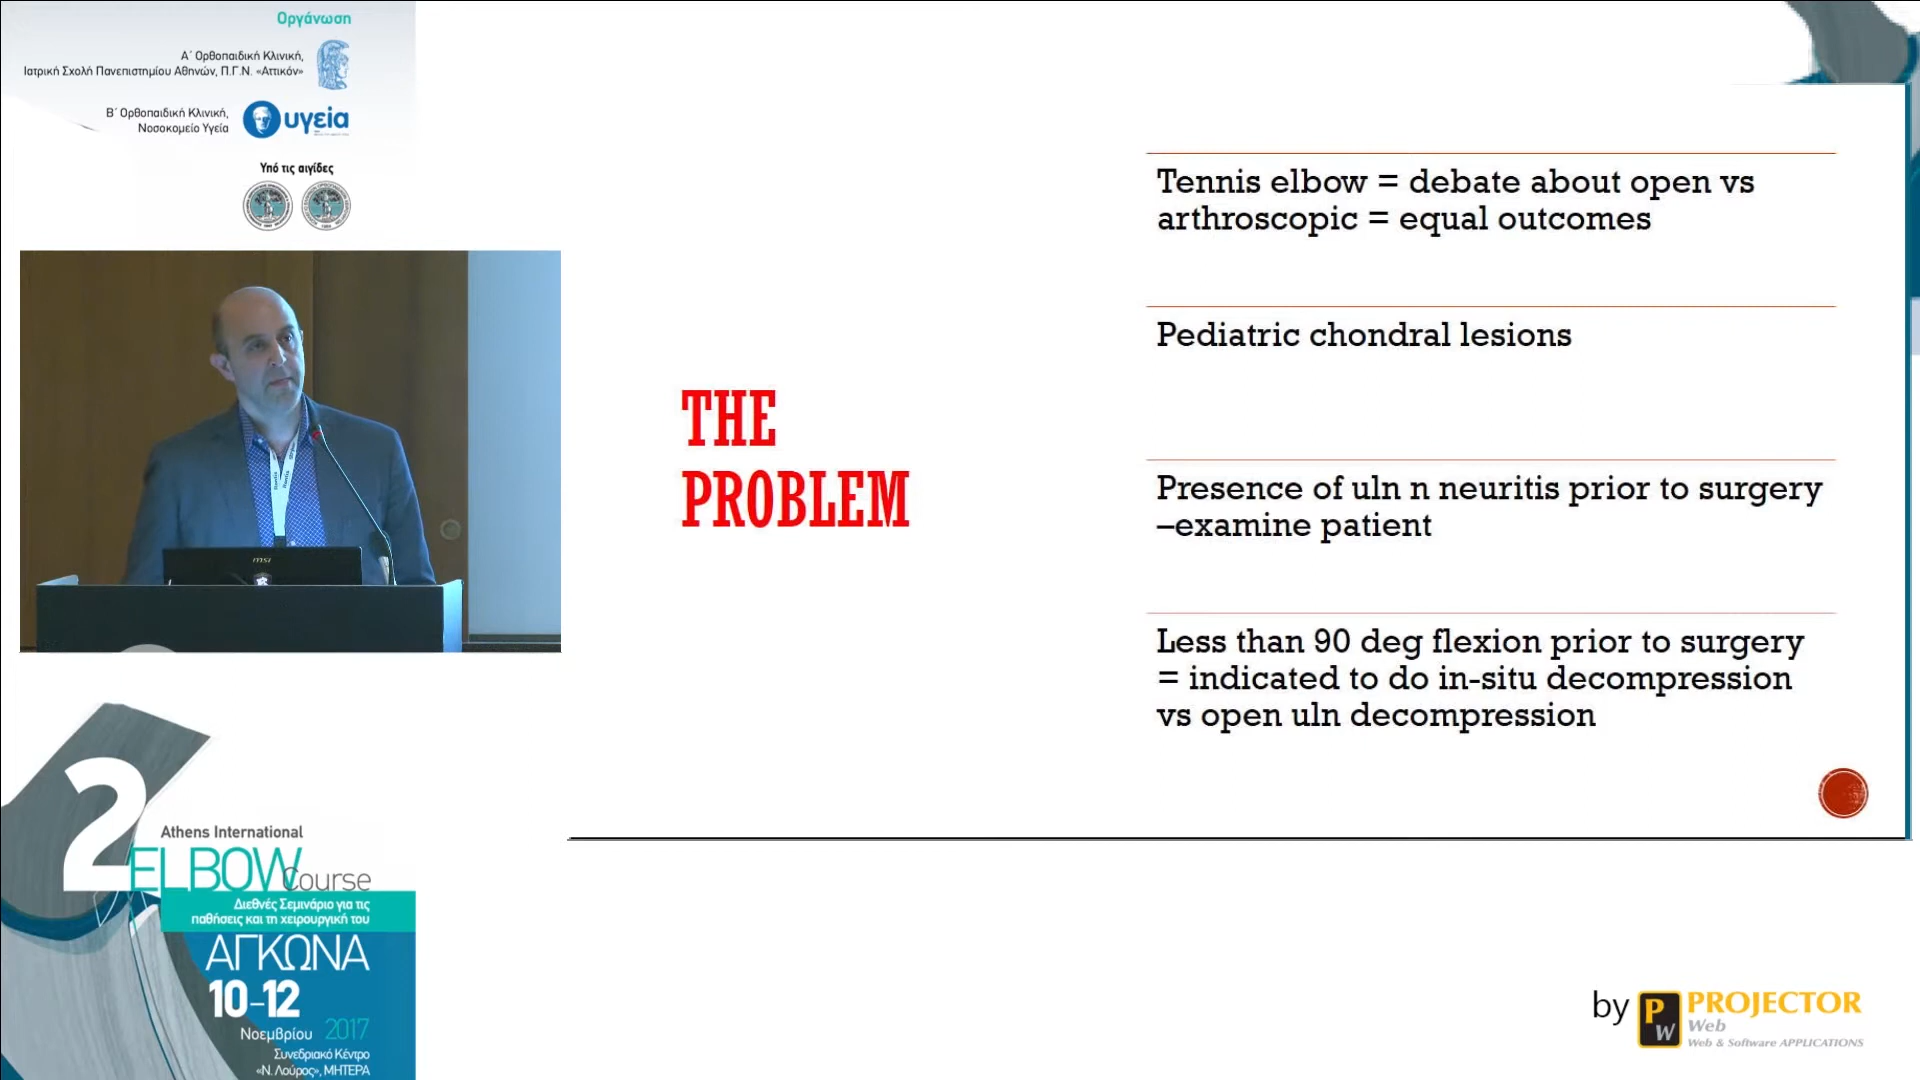 Οργάνωση
Α΄ Ορθοπαιδική Κλινική,
Ιατρική Σχολή Πανεπιστημίου Αθηνών, Π.Γ.Ν. «Αττικόν»
Β΄ Ορθοπαιδική Κλινική,
Νοσοκομείο Υγεία
υγεία
Υπό τις αιγίδες
msi
THE
PROBLEM
Tennis elbow = debate about open vs
arthroscopic = equal outcomes
Pediatric chondral lesions
Presence of uln n neuritis prior to surgery
–examine patient
Less than 90 deg flexion prior to surgery
= indicated to do in-situ decompression
vs open uln decompression
2
Athens International
ELBOW Course
Διεθνές Σεμινάριο για τις
παθήσεις και τη χειρουργική του
ΑΓΚΩΝΑ
10-12
Νοεμβρίου 2017
Συνεδριακό Κέντρο
«Ν. Λούρος», ΜΗΤΕΡΑ
by PW PROJECTOR
Web
Web & Software APPLICATIONS